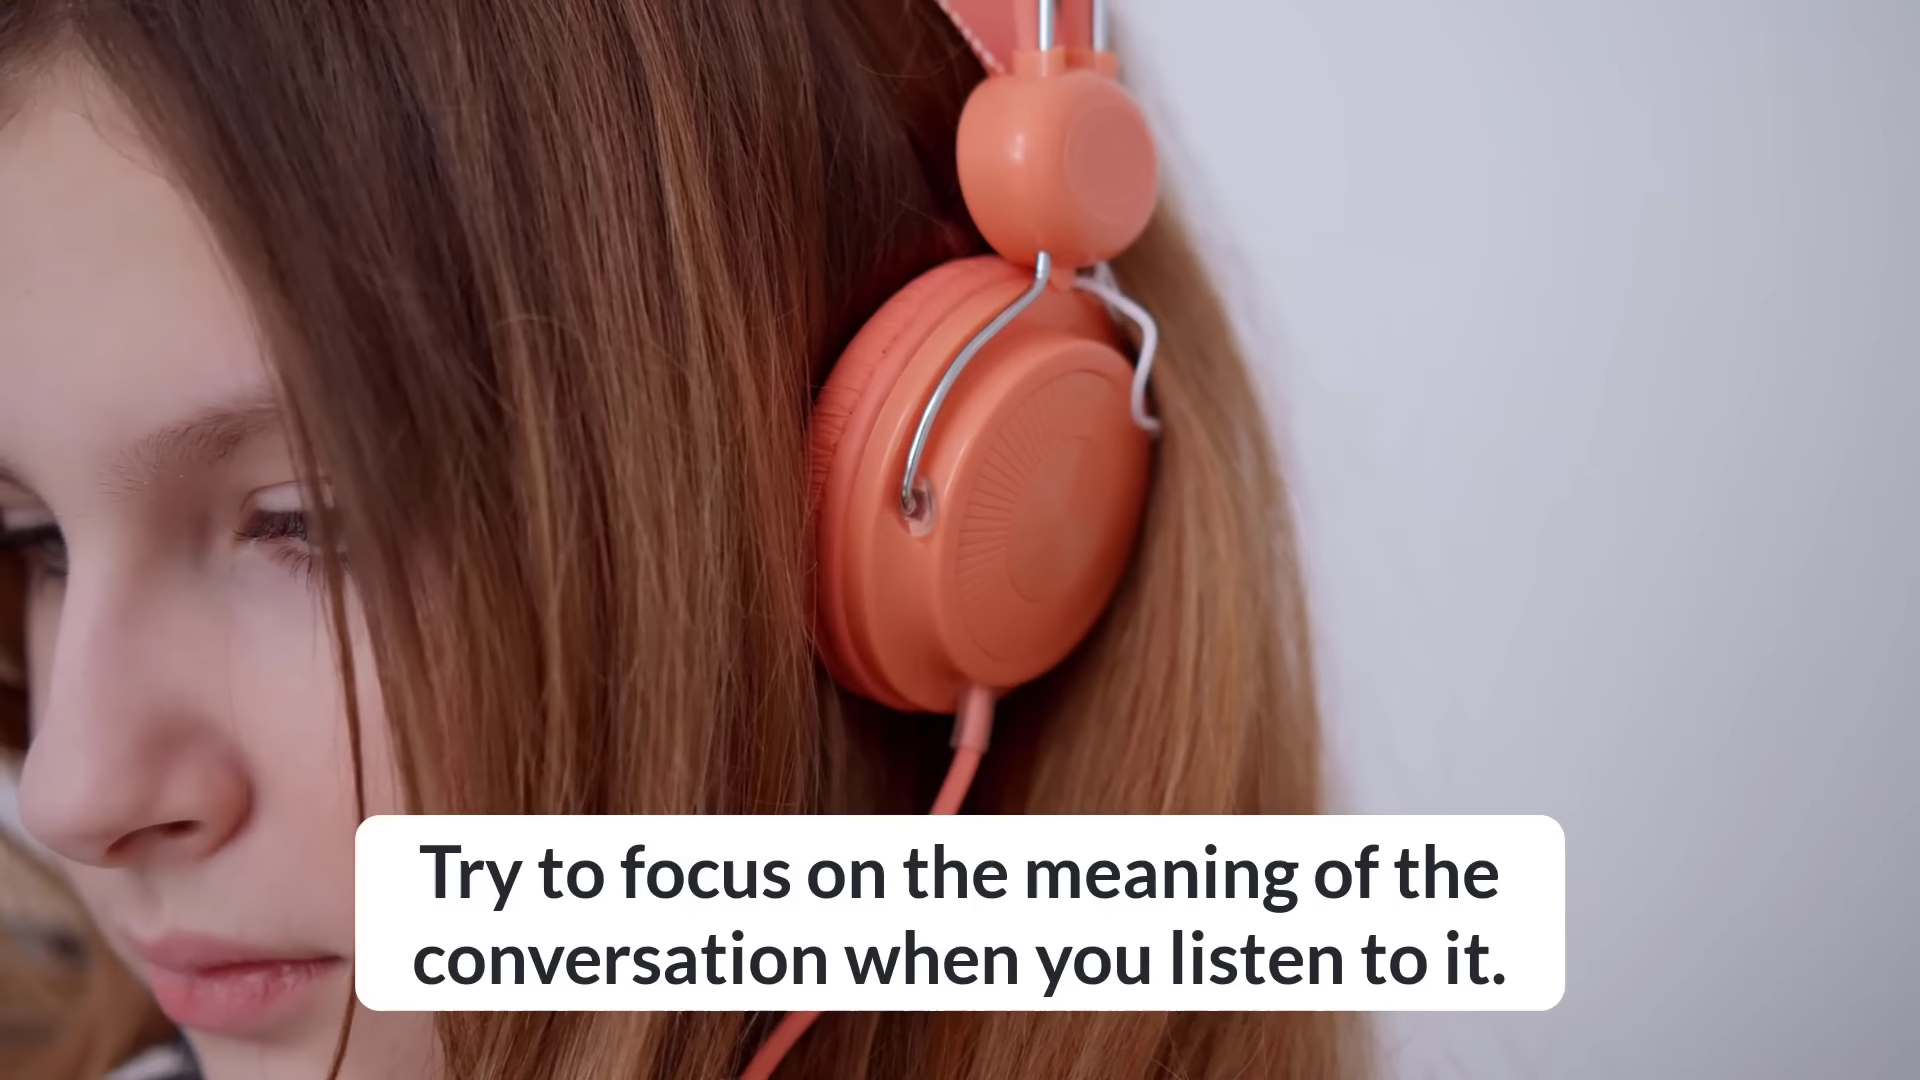 Try to focus on the meaning of the
conversation when you listen to it.